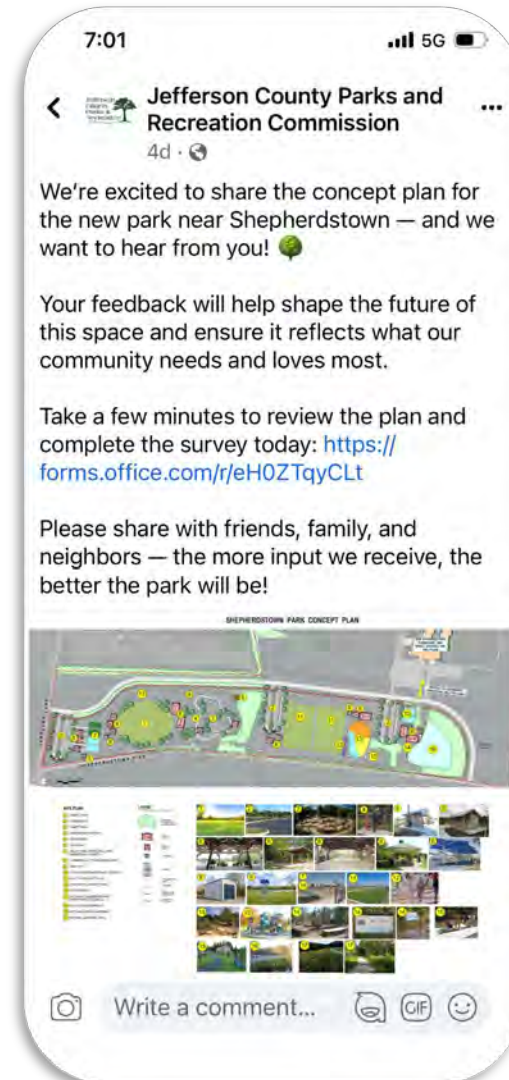 7:01
5G
Jefferson County Parks and
Recreation Commission
4d
We're excited to share the concept plan for
the new park near Shepherdstown — and we
want to hear from you! 🌳
Your feedback will help shape the future of
this space and ensure it reflects what our
community needs and loves most.
Take a few minutes to review the plan and
complete the survey today: https://
forms.office.com/r/eH0ZTqyCLt
Please share with friends, family, and
neighbors — the more input we receive, the
better the park will be!
SHEPHERDSTOWN PARK CONCEPT PLAN
Write a comment...
GIF